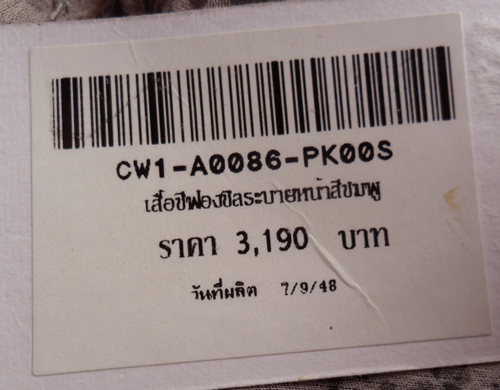 CW1-A0086-PK00S
เสื้อชีฟองซีลระบายหน้าสีชมพู
ราคา 3,190 บาท
วันที่ผลิต 7/9/48